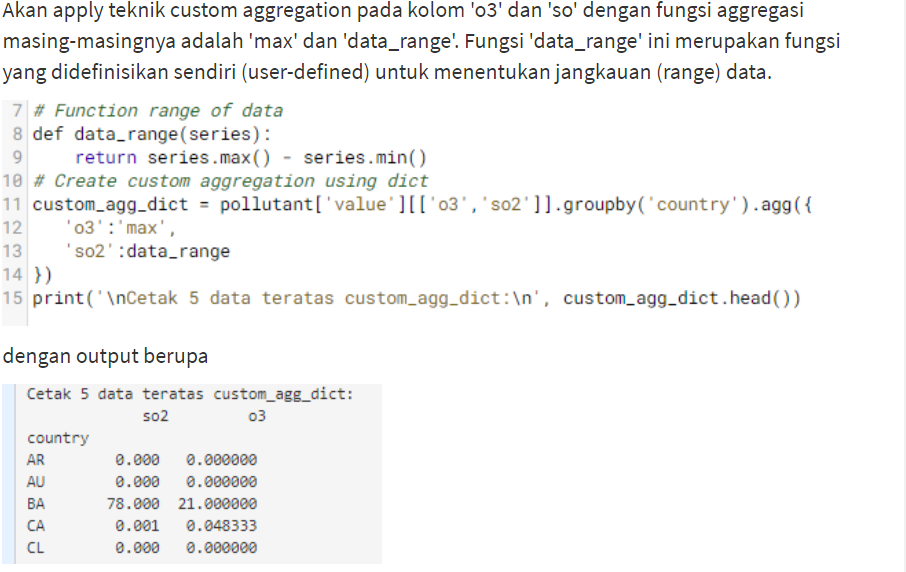 Akan apply teknik custom aggregation pada kolom 'o3' dan 'so' dengan fungsi aggregasi
masing-masingnya adalah 'max' dan 'data_range'. Fungsi 'data_range' ini merupakan fungsi
yang didefinisikan sendiri (user-defined) untuk menentukan jangkauan (range) data.
7 # Function range of data
8 def data_range(series):
9     return series.max() - series.min()
10 # Create custom aggregation using dict
11 custom_agg_dict = pollutant['value'][['o3','so2']].groupby('country').agg({
12     'o3':'max',
13     'so2':data_range
14 })
15 print('\nCetak 5 data teratas custom_agg_dict:\n', custom_agg_dict.head())
dengan output berupa
Cetak 5 data teratas custom_agg_dict:
so2 o3
country
AR 0.000 0.000000
AU 0.000 0.000000
BA 78.000 21.000000
CA 0.001 0.048333
CL 0.000 0.000000